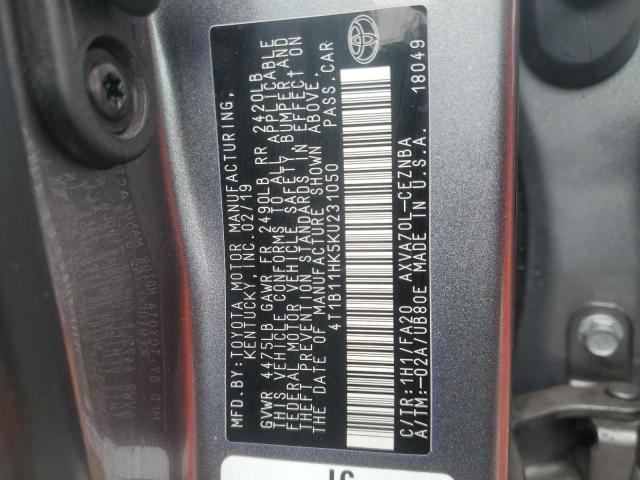 MFD.BY: TOYOTA MOTOR MANUFACTURING,
KENTUCKY, INC. 02/19
GVWR 4475LB GAWR FR 2490LB RR 2420LB
THIS VEHICLE CONFORMS TO ALL APPLICABLE
FEDERAL MOTOR VEHICLE SAFETY, BUMPER AND
THEFT PREVENTION STANDARDS IN EFFECT ON
THE DATE OF MANUFACTURE SHOWN ABOVE.
4T1B11HK5KU231050 PASS.CAR
C/TR: 1H1/FA20 AXVA70L-CEZNBA
A/TM: -02A/UB80E MADE IN U.S.A. 18049